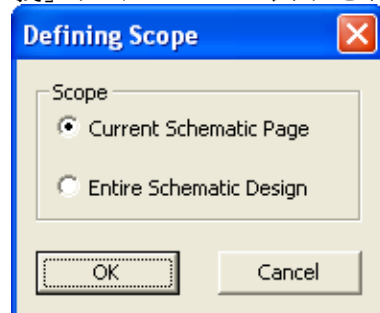 Defining Scope
Scope
Current Schematic Page
Entire Schematic Design
OK
Cancel